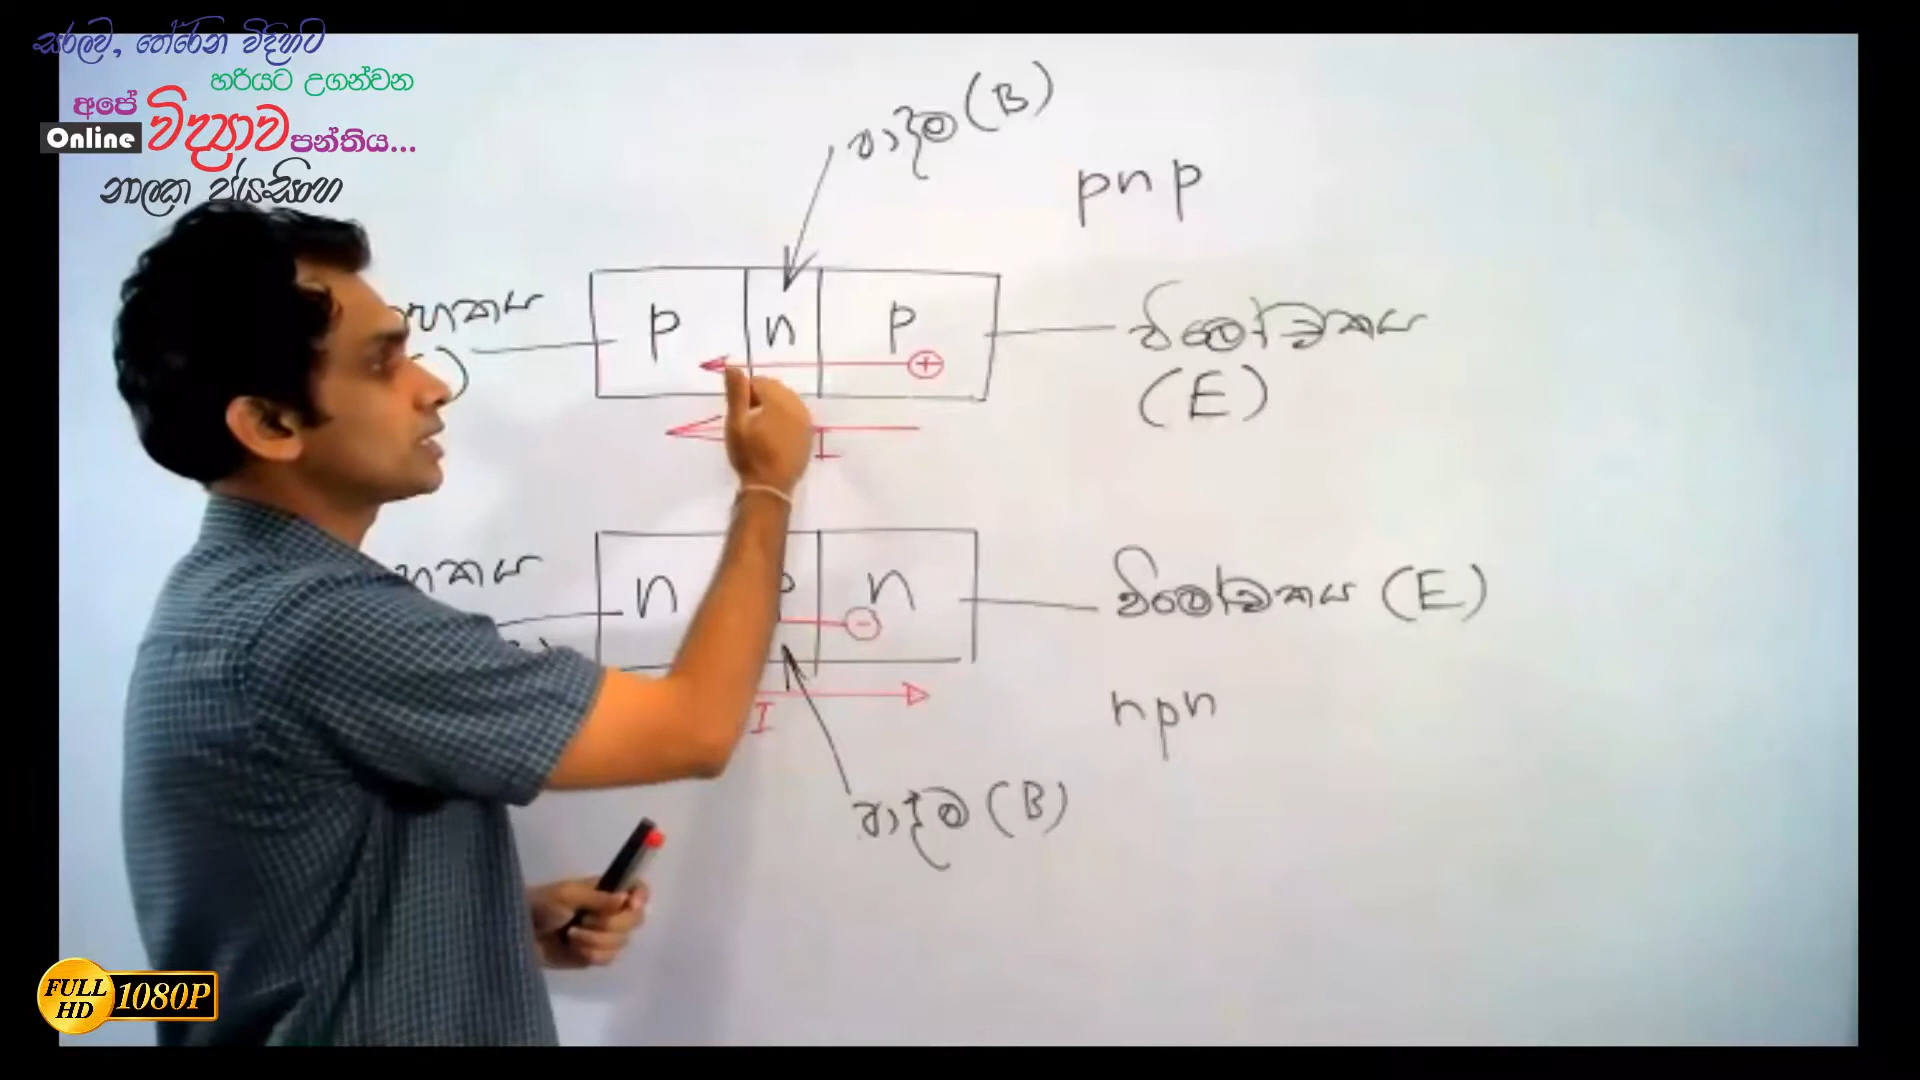 සරලව, තේරෙන විදිහට
හරියට උගන්වන
අපේ
Online විද්‍යාව පන්තිය...
නාලක ජයසිංහ
පාදම (B)
pnp
p n p
විමෝචකය
(E)
+
I
n n
විමෝචකය (E)
-
I
npn
පාදම (B)
FULL HD 1080P